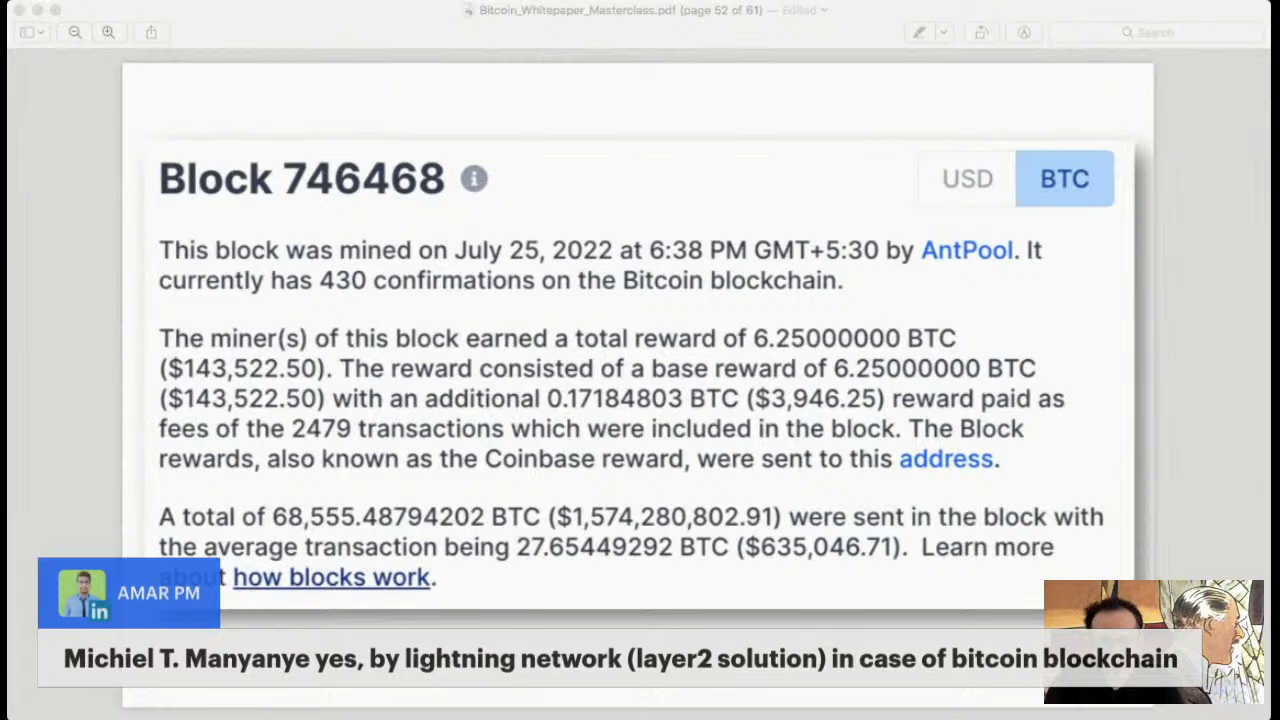 Bitcoin_Whitepaper_Masterclass.pdf (page 52 of 61) — Edited
Search
Block 746468
USD
BTC
This block was mined on July 25, 2022 at 6:38 PM GMT+5:30 by AntPool. It
currently has 430 confirmations on the Bitcoin blockchain.
The miner(s) of this block earned a total reward of 6.25000000 BTC
($143,522.50). The reward consisted of a base reward of 6.25000000 BTC
($143,522.50) with an additional 0.17184803 BTC ($3,946.25) reward paid as
fees of the 2479 transactions which were included in the block. The Block
rewards, also known as the Coinbase reward, were sent to this address.
A total of 68,555.48794202 BTC ($1,574,280,802.91) were sent in the block with
the average transaction being 27.65449292 BTC ($635,046.71). Learn more
about how blocks work.
AMAR PM
in
Michiel T. Manyanye yes, by lightning network (layer2 solution) in case of bitcoin blockchain